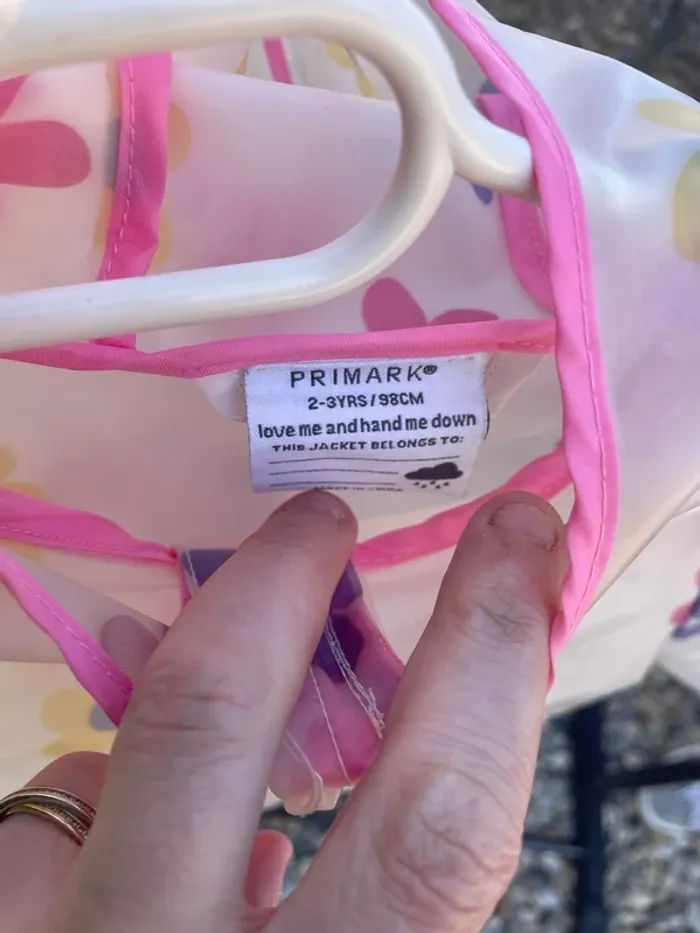 PRIMARK®
2-3YRS/98CM
love me and hand me down
THIS JACKET BELONGS TO: